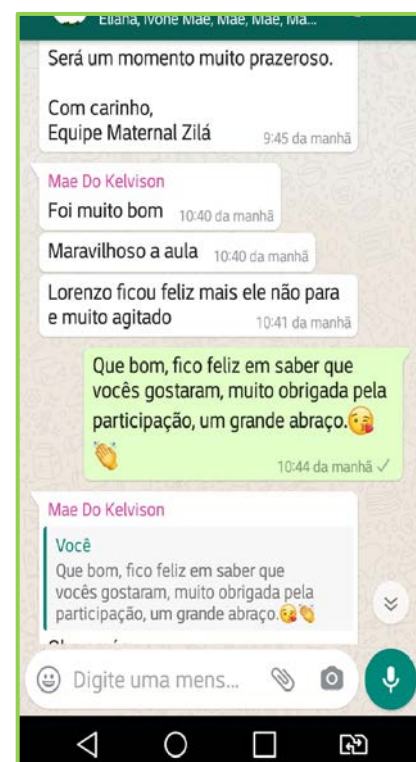 Eliana, Ivone Mãe, Mãe, Mãe, Ma...
Será um momento muito prazeroso.
Com carinho,
Equipe Maternal Zilá
9:45 da manhã
Mae Do Kelvison
Foi muito bom 10:40 da manhã
Maravilhoso a aula 10:40 da manhã
Lorenzo ficou feliz mais ele não para
e muito agitado
10:41 da manhã
Que bom, fico feliz em saber que
vocês gostaram, muito obrigada pela
participação, um grande abraço.😘
👏
10:44 da manhã ✓
Mae Do Kelvison
Você
Que bom, fico feliz em saber que
vocês gostaram, muito obrigada pela
participação, um grande abraço.😘👏
Digite uma mens...